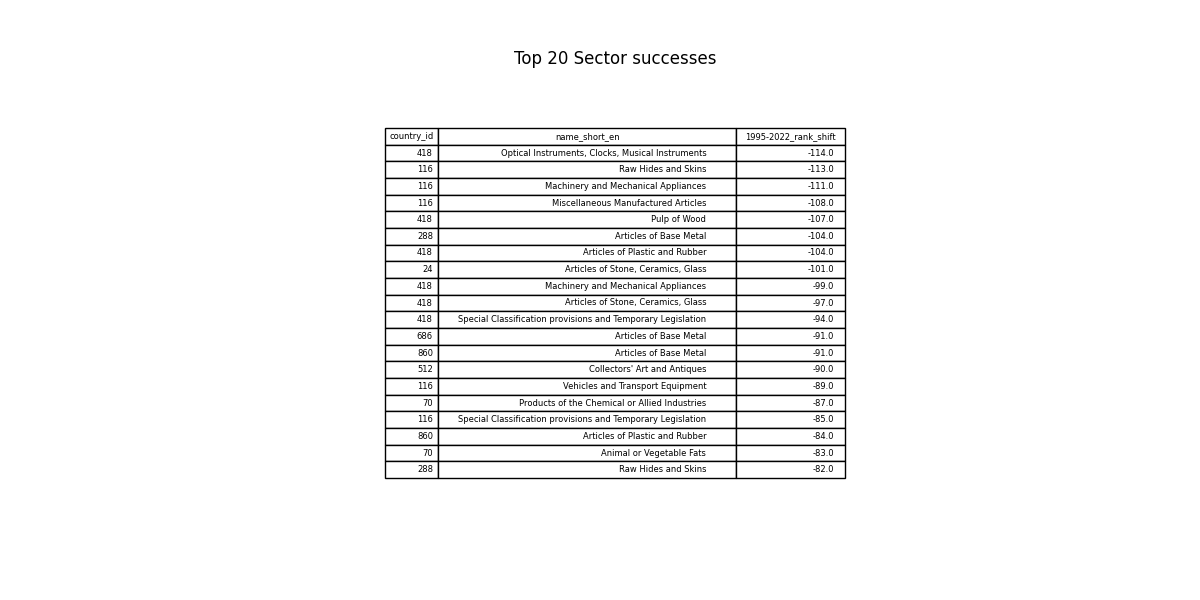 Top 20 Sector successes
country_id name_short_en 1995-2022_rank_shift
418 Optical Instruments, Clocks, Musical Instruments -114.0
116 Raw Hides and Skins -113.0
116 Machinery and Mechanical Appliances -111.0
116 Miscellaneous Manufactured Articles -108.0
418 Pulp of Wood -107.0
288 Articles of Base Metal -104.0
418 Articles of Plastic and Rubber -104.0
24 Articles of Stone, Ceramics, Glass -101.0
418 Machinery and Mechanical Appliances -99.0
418 Articles of Stone, Ceramics, Glass -97.0
418 Special Classification provisions and Temporary Legislation -94.0
686 Articles of Base Metal -91.0
860 Articles of Base Metal -91.0
512 Collectors' Art and Antiques -90.0
116 Vehicles and Transport Equipment -89.0
70 Products of the Chemical or Allied Industries -87.0
116 Special Classification provisions and Temporary Legislation -85.0
860 Articles of Plastic and Rubber -84.0
70 Animal or Vegetable Fats -83.0
288 Raw Hides and Skins -82.0